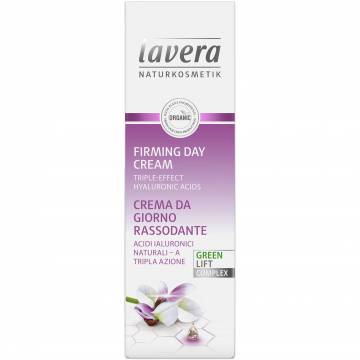 lavera
NATURKOSMETIK
ORGANIC
FIRMING DAY
CREAM
TRIPLE-EFFECT
HYALURONIC ACIDS
CREMA DA
GIORNO
RASSODANTE
ACIDI IALURONICI
NATURALI – A
TRIPLA AZIONE
GREEN
LIFT
COMPLEX